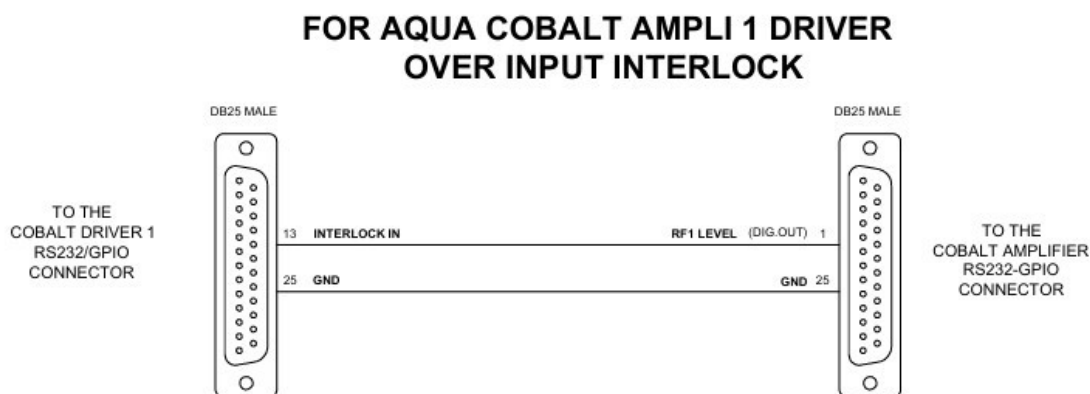 FOR AQUA COBALT AMPLI 1 DRIVER
OVER INPUT INTERLOCK
DB25 MALE
DB25 MALE
TO THE
COBALT DRIVER 1
RS232/GPIO
CONNECTOR
13 INTERLOCK IN
RF1 LEVEL (DIG.OUT) 1
25 GND
GND 25
TO THE
COBALT AMPLIFIER
RS232-GPIO
CONNECTOR